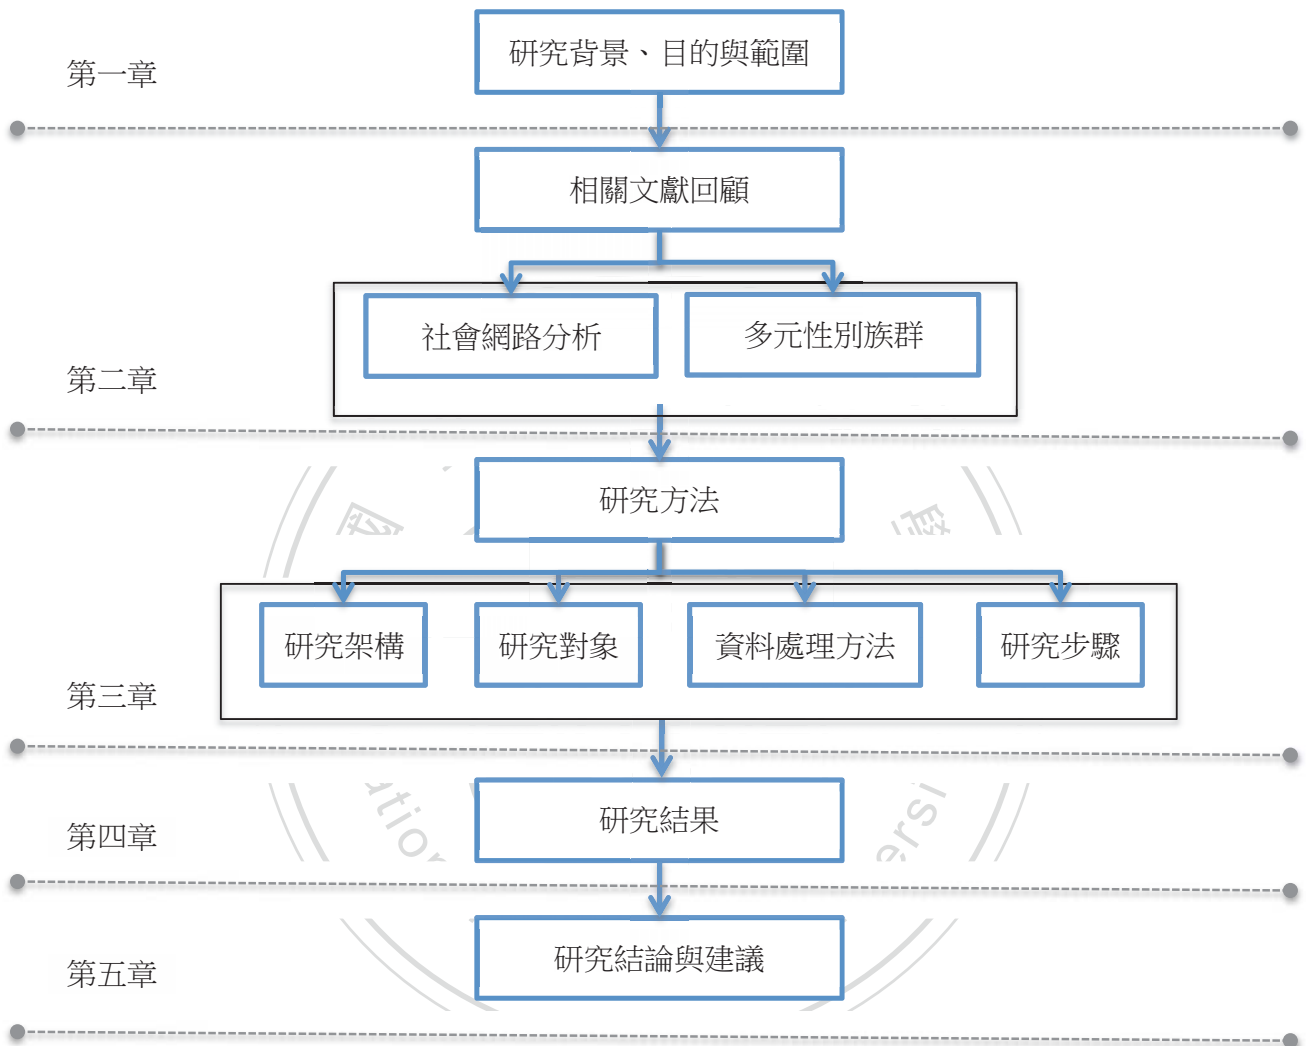 研究背景、目的與範圍
第一章
相關文獻回顧
社會網路分析
多元性別族群
第二章
研究方法
研究架構
研究對象
資料處理方法
研究步驟
第三章
研究結果
第四章
研究結論與建議
第五章